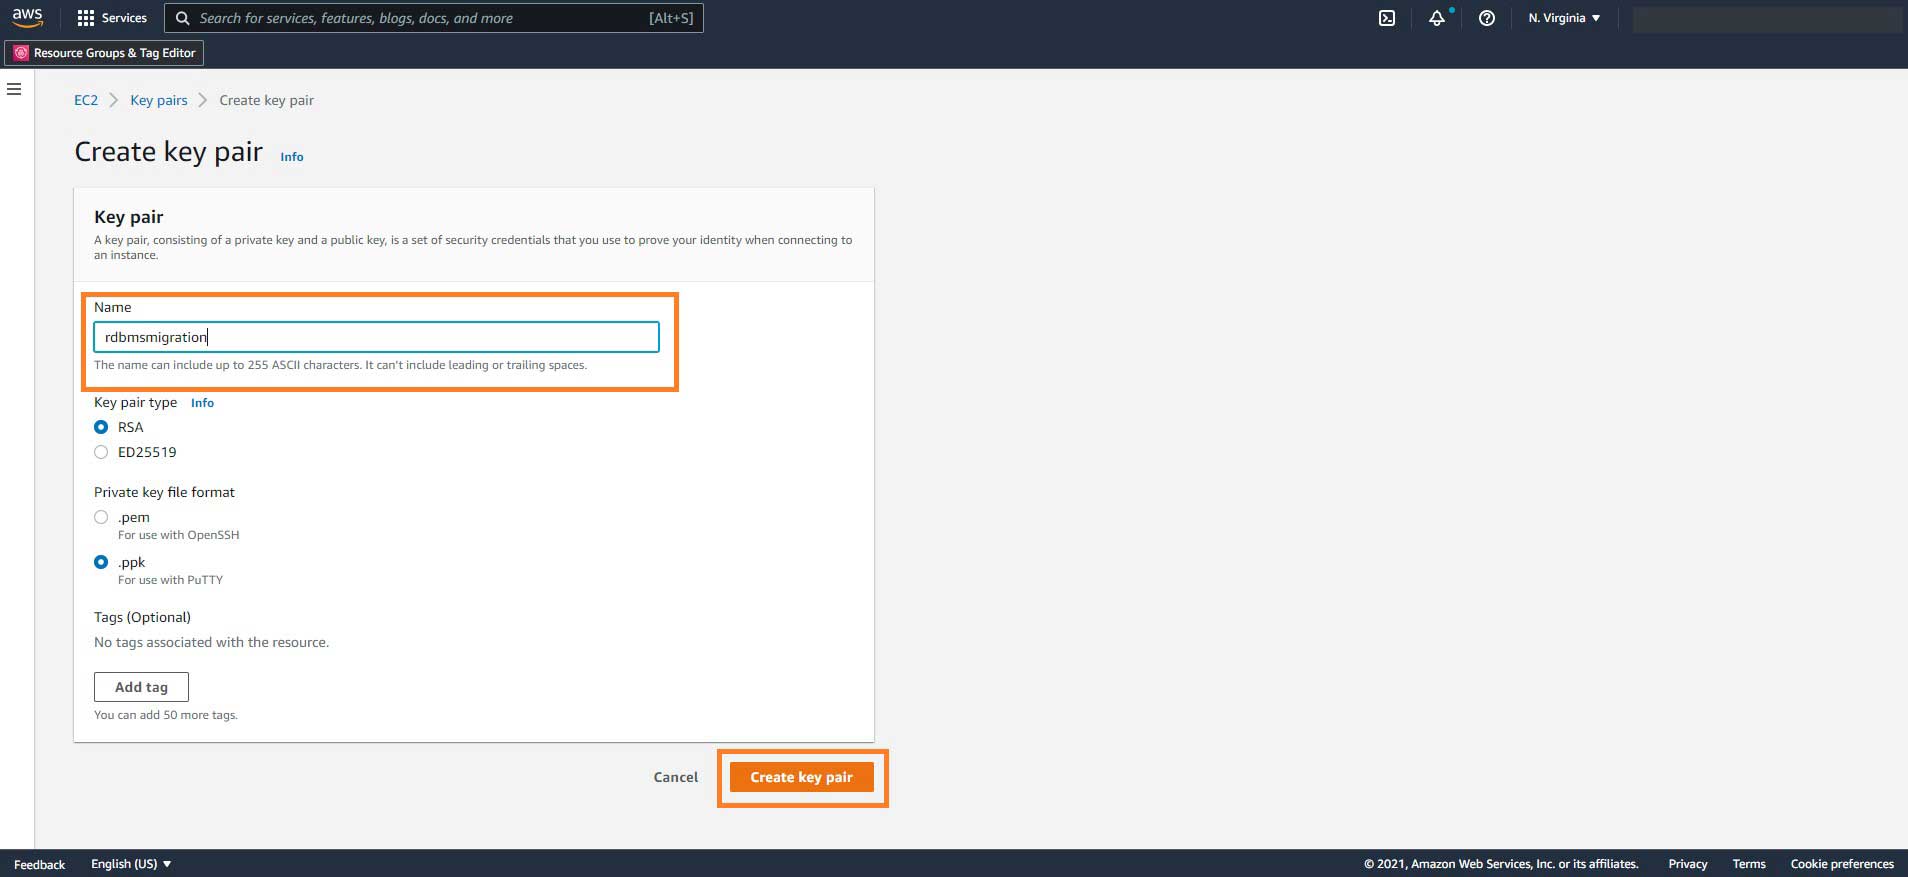 aws Services Search for services, features, blogs, docs, and more [Alt+S] N. Virginia
Resource Groups & Tag Editor
EC2 Key pairs Create key pair
Create key pair Info
Key pair
A key pair, consisting of a private key and a public key, is a set of security credentials that you use to prove your identity when connecting to
an instance.
Name
rdbmsmigration
The name can include up to 255 ASCII characters. It can't include leading or trailing spaces.
Key pair type Info
RSA
ED25519
Private key file format
.pem
For use with OpenSSH
.ppk
For use with PuTTY
Tags (Optional)
No tags associated with the resource.
Add tag
You can add 50 more tags.
Cancel Create key pair
Feedback English (US) © 2021, Amazon Web Services, Inc. or its affiliates. Privacy Terms Cookie preferences